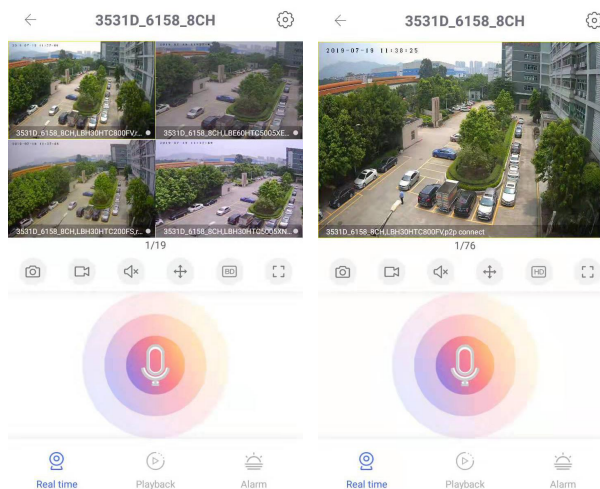 3531D_6158_8CH
3531D_6158_8CH,LBH30HTC800FV,r...
3531D_6158_8CH,LBE60HTC5005XE...
3531D_6158_8CH,LBH30HTC200FS,r...
3531D_6158_8CH,LBH30HTC5005XN...
1/19
BD
Real time
Playback
Alarm
3531D_6158_8CH
2019-07-19 11:38:25
3531D_6158_8CH,LBH30HTC800FV,p2p connect
1/76
HD
Real time
Playback
Alarm